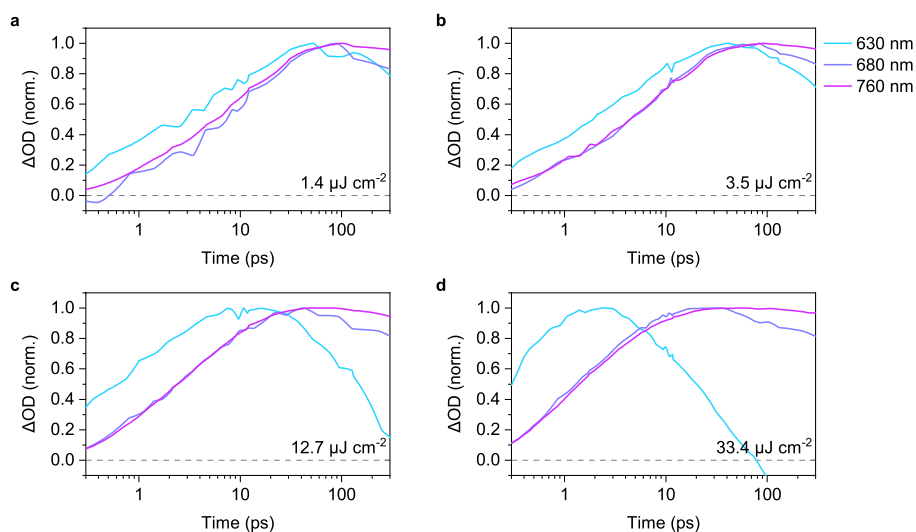 a
b
1.0
0.8
0.6
0.4
0.2
0.0
ΔOD (norm.)
1.4 µJ cm-2
1
10
100
Time (ps)
1.0
0.8
0.6
0.4
0.2
0.0
ΔOD (norm.)
3.5 µJ cm-2
1
10
100
Time (ps)
630 nm
680 nm
760 nm
c
d
1.0
0.8
0.6
0.4
0.2
0.0
ΔOD (norm.)
12.7 µJ cm-2
1
10
100
Time (ps)
1.0
0.8
0.6
0.4
0.2
0.0
ΔOD (norm.)
33.4 µJ cm-2
1
10
100
Time (ps)